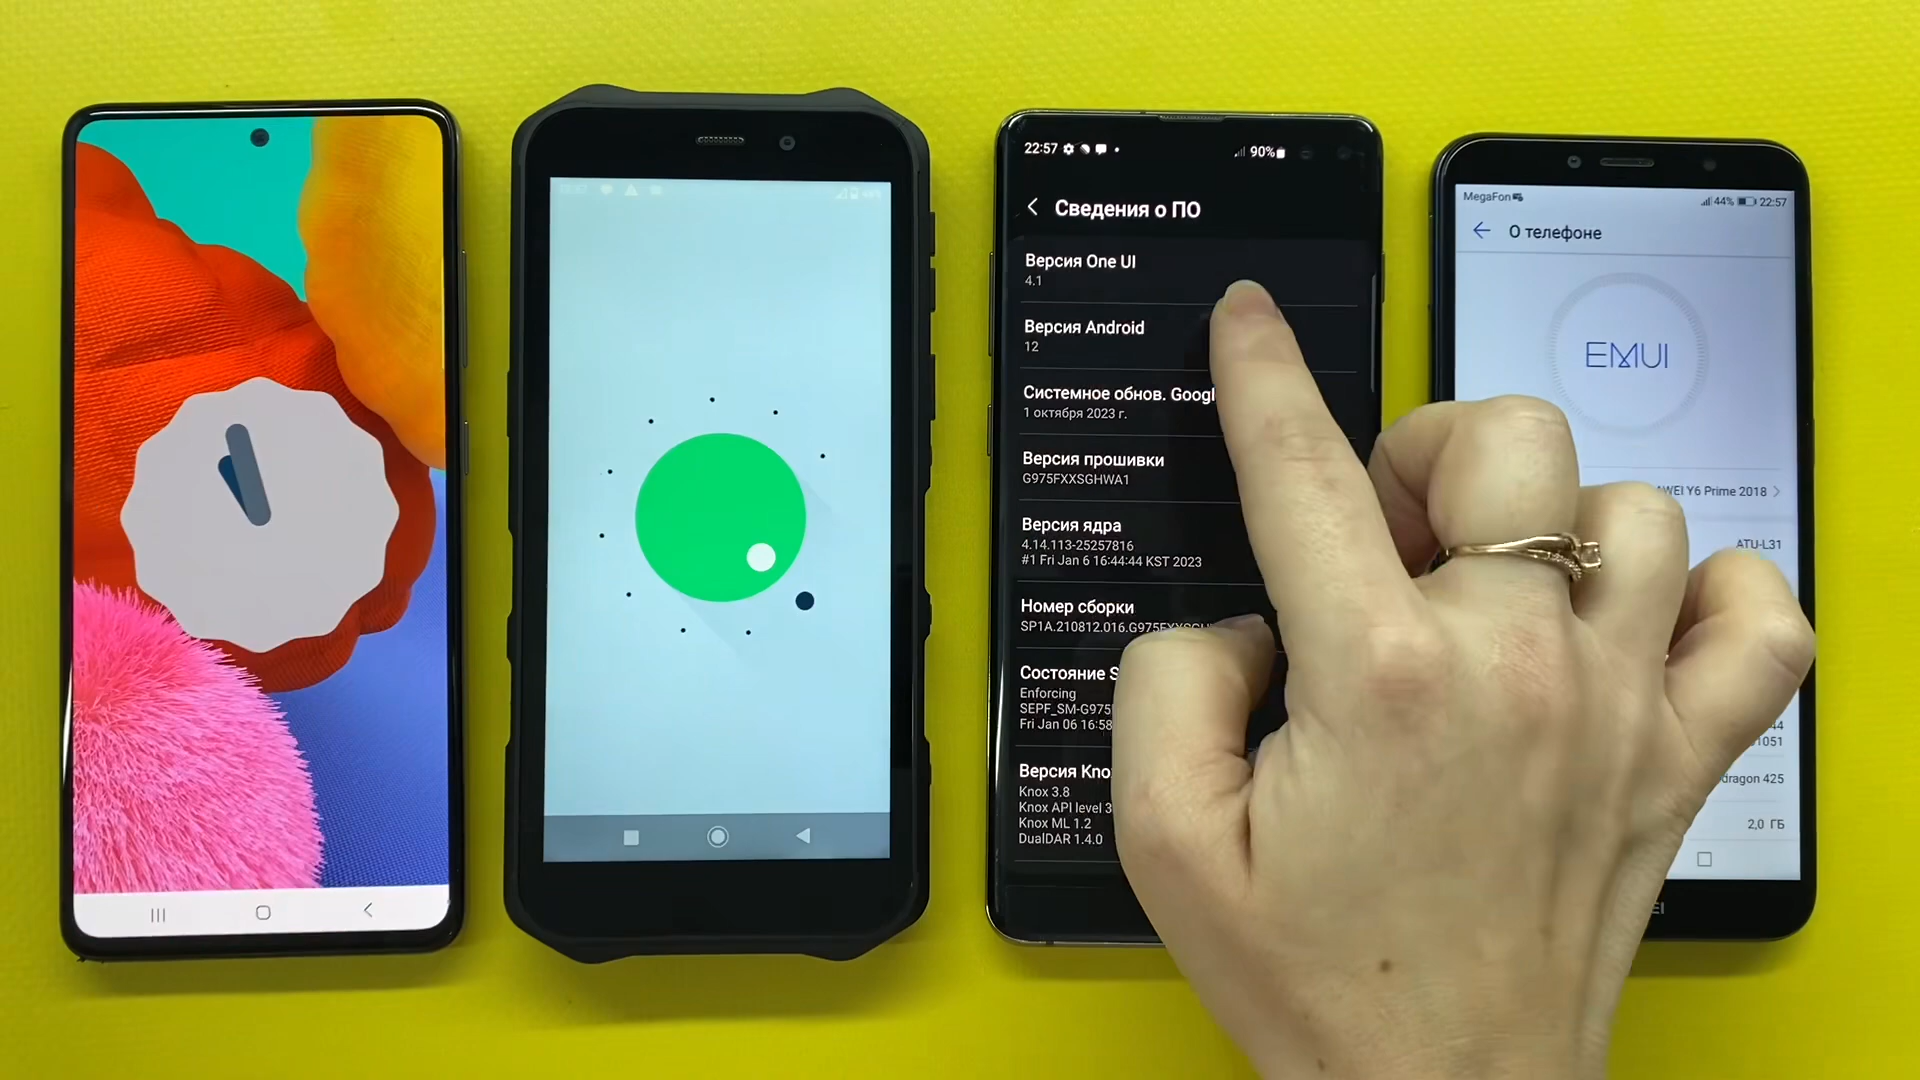 22:57
90%
Сведения о ПО
Версия One UI
4.1
Версия Android
12
Системное обнов. Googl
1 октября 2023 г.
Версия прошивки
G975FXXSGHWA1
Версия ядра
4.14.113-25257816
#1 Fri Jan 6 16:44:44 KST 2023
Номер сборки
SP1A.210812.016.G975FXXSGH
Состояние S
Enforcing
SEPF_SM-G975
Fri Jan 06 16:58
Версия Kno
Knox 3.8
Knox API level 3
Knox ML 1.2
DualDAR 1.4.0
MegaFon
44%
22:57
О телефоне
EMUI
AWEI Y6 Prime 2018
ATU-L31
44
01051
dragon 425
2,0 ГБ
EI